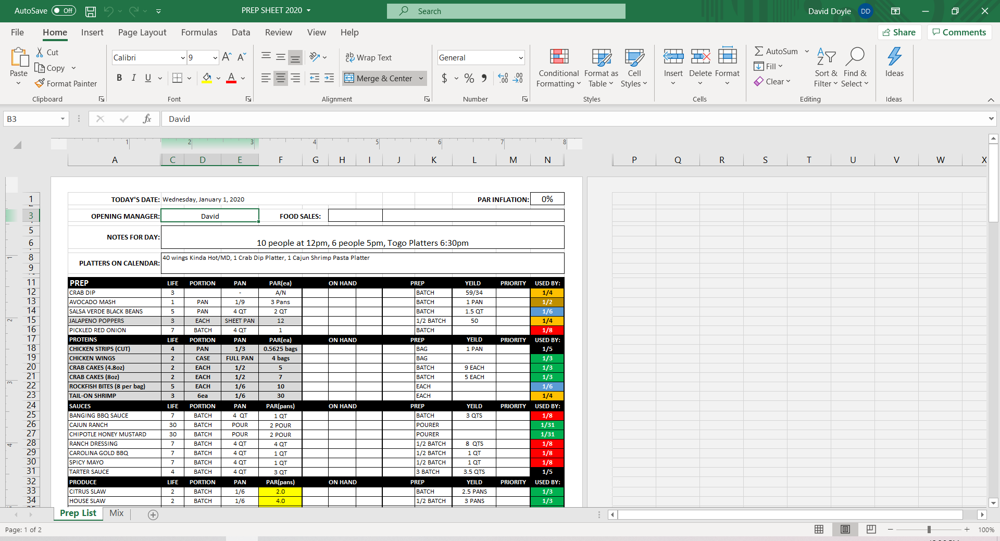 AutoSave Off PREP SHEET 2020 Search David Doyle DD
File Home Insert Page Layout Formulas Data Review View Help Share Comments
Paste Cut Copy Format Painter Clipboard
Calibri 9 A A B I U A Font
ab Wrap Text Merge & Center Alignment
General $ % Number
Conditional Formatting Format as Table Cell Styles Styles
Insert Delete Format Cells
AutoSum Fill Clear Sort & Filter Find & Select Editing
Ideas Ideas
B3 fx David
1 2 3 4 5 6 7 8
A C D E F G H I J K L M N P Q R S T U V W X
1 TODAY'S DATE: Wednesday, January 1, 2020 PAR INFLATION: 0%
3 OPENING MANAGER: David FOOD SALES:
5
6 NOTES FOR DAY: 10 people at 12pm, 6 people 5pm, Togo Platters 6:30pm
8 PLATTERS ON CALENDAR: 40 wings Kinda Hot/MD, 1 Crab Dip Platter, 1 Cajun Shrimp Pasta Platter
9
11 PREP LIFE PORTION PAN PAR(ea) ON HAND PREP YEILD PRIORITY USED BY:
12 CRAB DIP 3 - A/N BATCH 59/34 1/4
13 AVOCADO MASH 1 PAN 1/9 3 Pans BATCH 1 PAN 1/2
14 SALSA VERDE BLACK BEANS 5 PAN 4 QT 2 QT BATCH 1.5 QT 1/6
15 JALAPENO POPPERS 3 EACH SHEET PAN 12 1/2 BATCH 50 1/4
16 PICKLED RED ONION 7 BATCH 4 QT 1 BATCH 1/8
17 PROTEINS LIFE PORTION PAN PAR(ea) ON HAND PREP YEILD PRIORITY USED BY:
18 CHICKEN STRIPS (CUT) 4 PAN 1/3 0.5625 bags BAG 1 PAN 1/5
19 CHICKEN WINGS 2 CASE FULL PAN 4 bags BAG 1/3
20 CRAB CAKES (4.8oz) 2 EACH 1/2 5 BATCH 9 EACH 1/3
21 CRAB CAKES (8oz) 2 EACH 1/2 7 BATCH 5 EACH 1/3
22 ROCKFISH BITES (8 per bag) 5 EACH 1/6 10 EACH 1/6
23 TAIL-ON SHRIMP 3 6ea 1/6 30 EACH 1/4
24 SAUCES LIFE PORTION PAN PAR(pans) ON HAND PREP YEILD PRIORITY USED BY:
25 BANGING BBQ SAUCE 7 BATCH 4 QT 1 QT BATCH 3 QTS 1/8
26 CAJUN RANCH 30 BATCH POUR 2 POUR POURER 1/31
27 CHIPOTLE HONEY MUSTARD 30 BATCH POUR 2 POUR POURER 1/31
28 RANCH DRESSING 7 BATCH 4 QT 4 QT 1/2 BATCH 8 QTS 1/8
29 CAROLINA GOLD BBQ 7 BATCH 4 QT 1 QT 1/2 BATCH 1 QT 1/8
30 SPICY MAYO 7 BATCH 4 QT 1 QT 1/2 BATCH 1 QT 1/8
31 TARTER SAUCE 4 BATCH 4 QT 3 QT 3 BATCH 3.5 QTS 1/5
32 PRODUCE LIFE PORTION PAN PAR(pans) ON HAND PREP YEILD PRIORITY USED BY:
33 CITRUS SLAW 2 BATCH 1/6 2.0 BATCH 2.5 PANS 1/3
34 HOUSE SLAW 2 BATCH 1/6 4.0 1/2 BATCH 3 PANS 1/3
Prep List Mix
Page: 1 of 2 100%